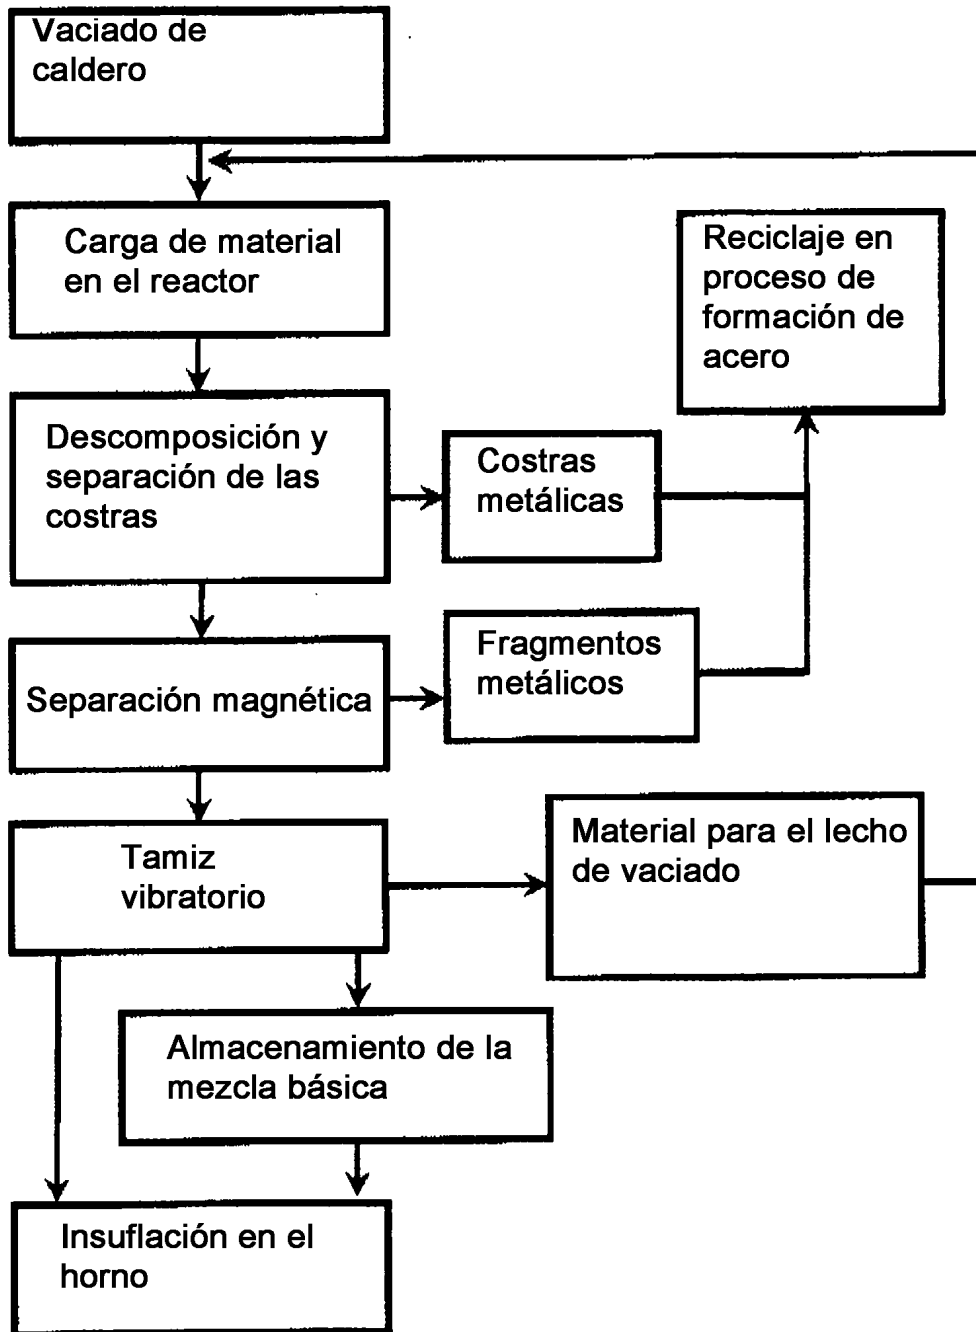 Vaciado de
caldero
Carga de material
en el reactor
Reciclaje en
proceso de
formación de
acero
Descomposición y
separación de las
costras
Costras
metálicas
Separación magnética
Fragmentos
metálicos
Tamiz
vibratorio
Material para el lecho
de vaciado
Almacenamiento de la
mezcla básica
Insuflación en el
horno